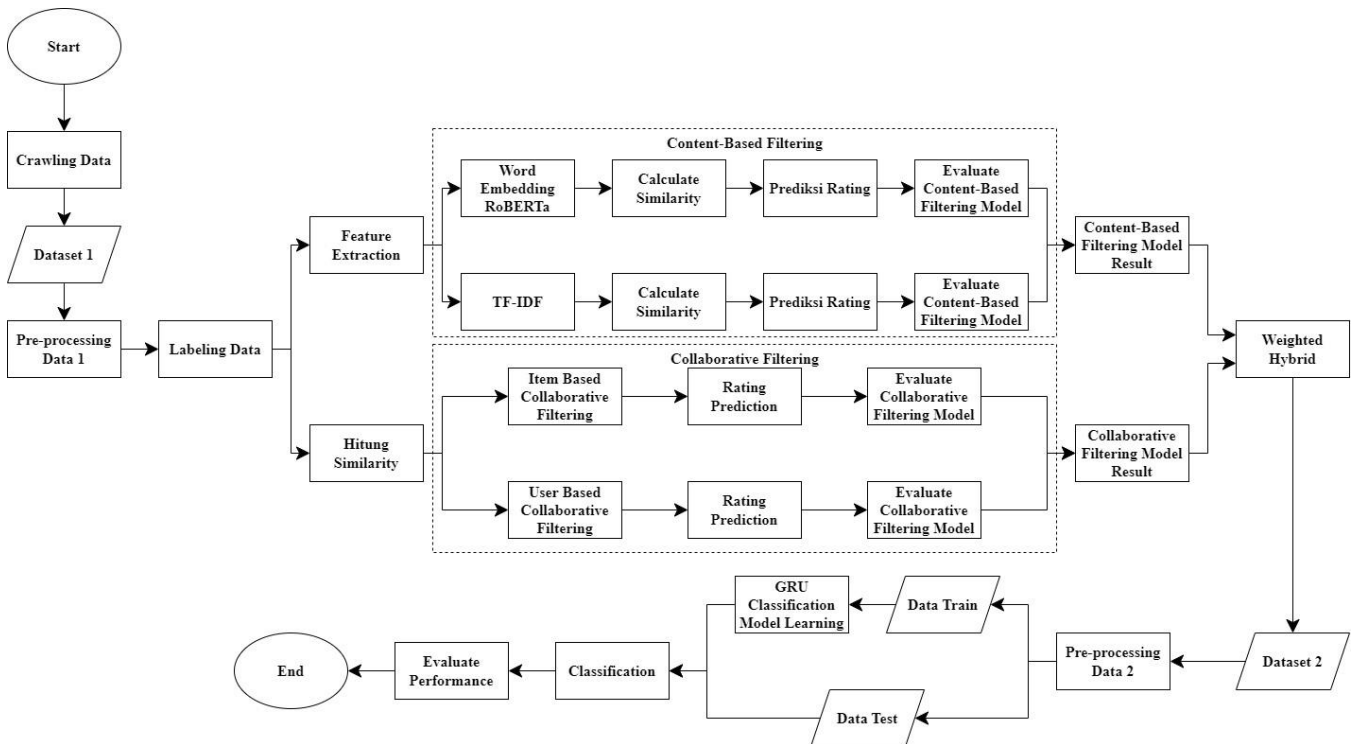 Start
Crawling Data
Dataset 1
Pre-processing
Data 1
Labeling Data
Feature
Extraction
Hitung
Similarity
Content-Based Filtering
Word
Embedding
RoBERTa
Calculate
Similarity
Prediksi Rating
Evaluate
Content-Based
Filtering Model
TF-IDF
Calculate
Similarity
Prediksi Rating
Evaluate
Content-Based
Filtering Model
Content-Based
Filtering Model
Result
Collaborative Filtering
Item Based
Collaborative
Filtering
Rating
Prediction
Evaluate
Collaborative
Filtering Model
User Based
Collaborative
Filtering
Rating
Prediction
Evaluate
Collaborative
Filtering Model
Collaborative
Filtering Model
Result
Weighted
Hybrid
Dataset 2
Pre-processing
Data 2
Data Train
GRU
Classification
Model Learning
Data Test
Classification
Evaluate
Performance
End